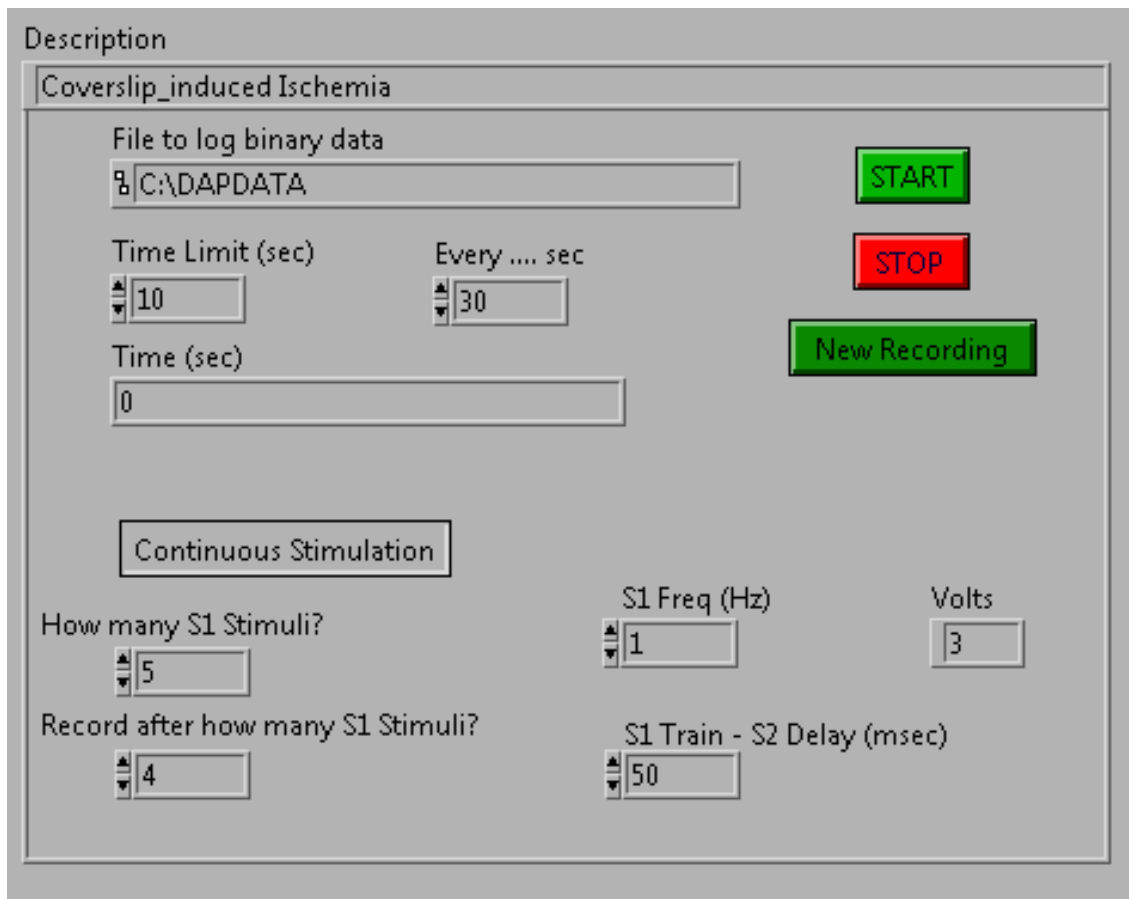 Description
Coverslip_induced Ischemia
File to log binary data
C:\DAPDATA
START
Time Limit (sec)
Every .... sec
STOP
10
30
New Recording
Time (sec)
0
Continuous Stimulation
How many S1 Stimuli?
S1 Freq (Hz)
Volts
5
1
3
Record after how many S1 Stimuli?
S1 Train - S2 Delay (msec)
4
50